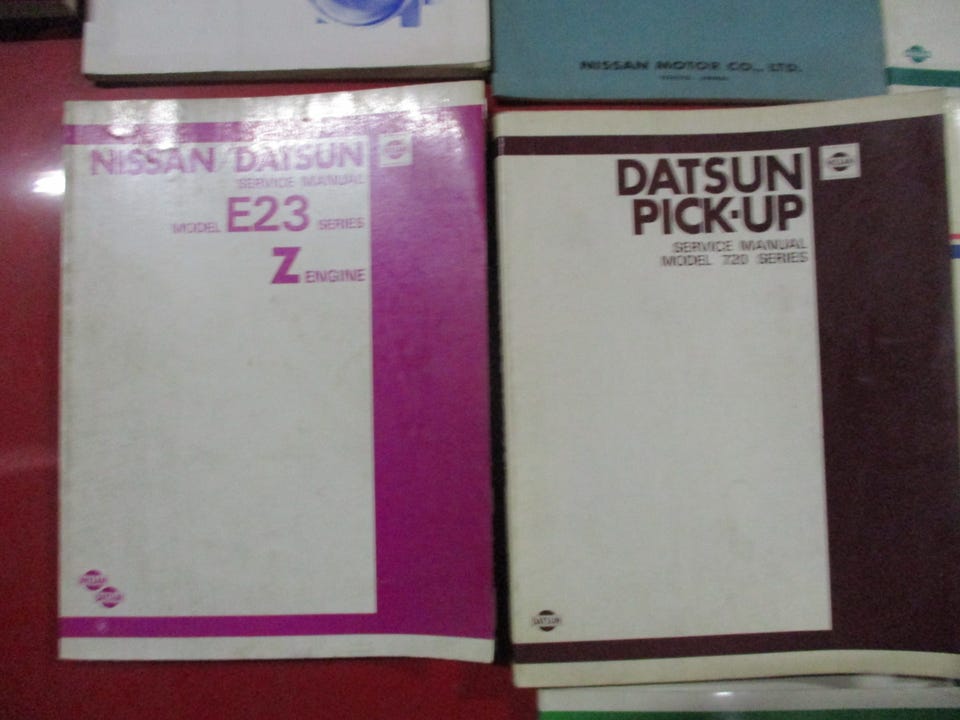 NISSAN MOTOR CO., LTD.
NISSAN/DATSUN
SERVICE MANUAL
MODEL E23 SERIES
Z ENGINE
DATSUN
PICK-UP
SERVICE MANUAL
MODEL 720 SERIES
NISSAN
NISSAN
DATSUN